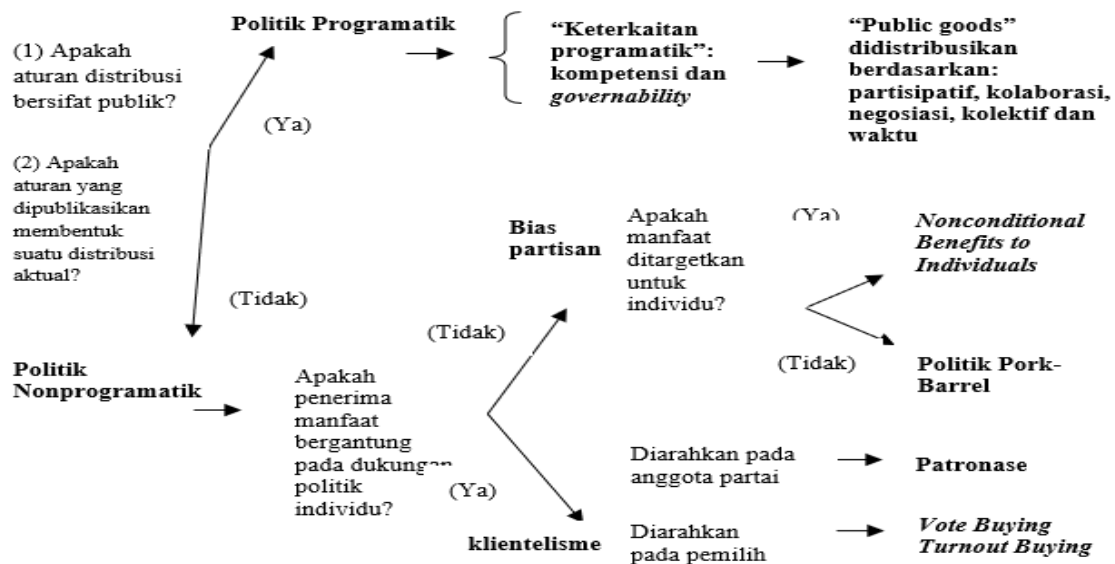 Politik Programatik
(1) Apakah
aturan distribusi
bersifat publik?
(Ya)
“Keterkaitan
programatik”:
kompetensi dan
governability
“Public goods”
didistribusikan
berdasarkan:
partisipatif, kolaborasi,
negosiasi, kolektif dan
waktu
(2) Apakah
aturan yang
dipublikasikan
membentuk
suatu distribusi
aktual?
(Tidak)
Politik
Nonprogramatik
Apakah
penerima
manfaat
bergantung
pada dukungan
politik
individu?
(Tidak)
(Ya)
Bias
partisan
Apakah
manfaat
ditargetkan
untuk
individu?
(Ya)
Nonconditional
Benefits to
Individuals
(Tidak)
Politik Pork-
Barrel
klientelisme
Diarahkan pada
anggota partai
Patronase
Diarahkan
pada pemilih
Vote Buying
Turnout Buying